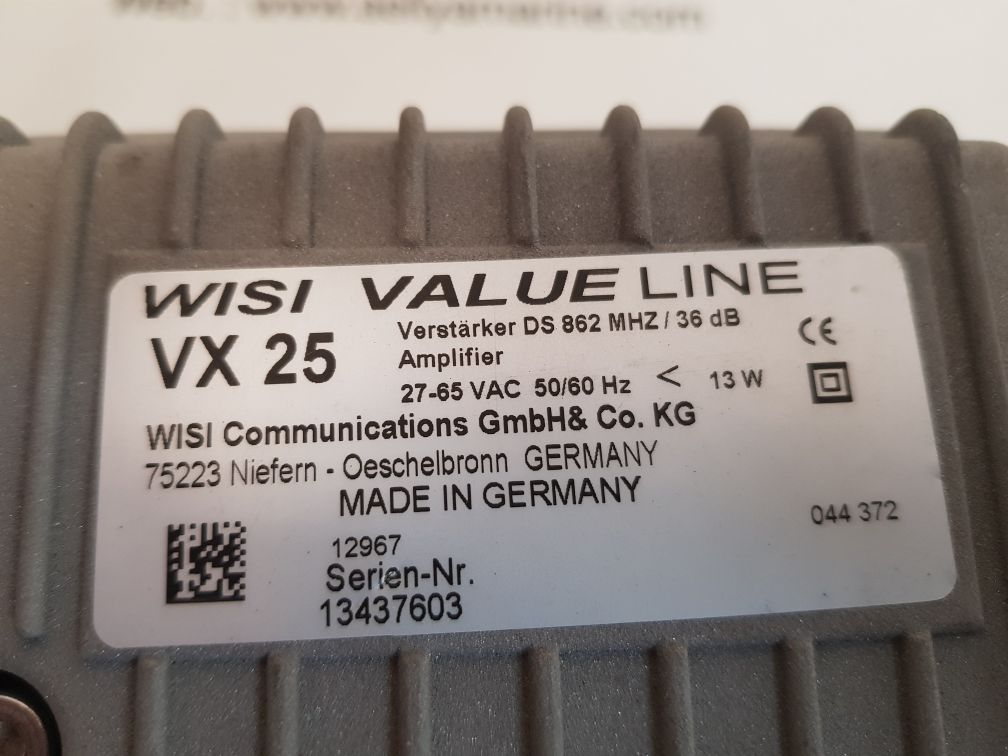 WISI VALUE LINE
VX 25
Verstärker DS 862 MHZ / 36 dB
Amplifier
27-65 VAC 50/60 Hz < 13 W
CE
WISI Communications GmbH& Co. KG
75223 Niefern - Oeschelbronn GERMANY
MADE IN GERMANY
044 372
12967
Serien-Nr.
13437603